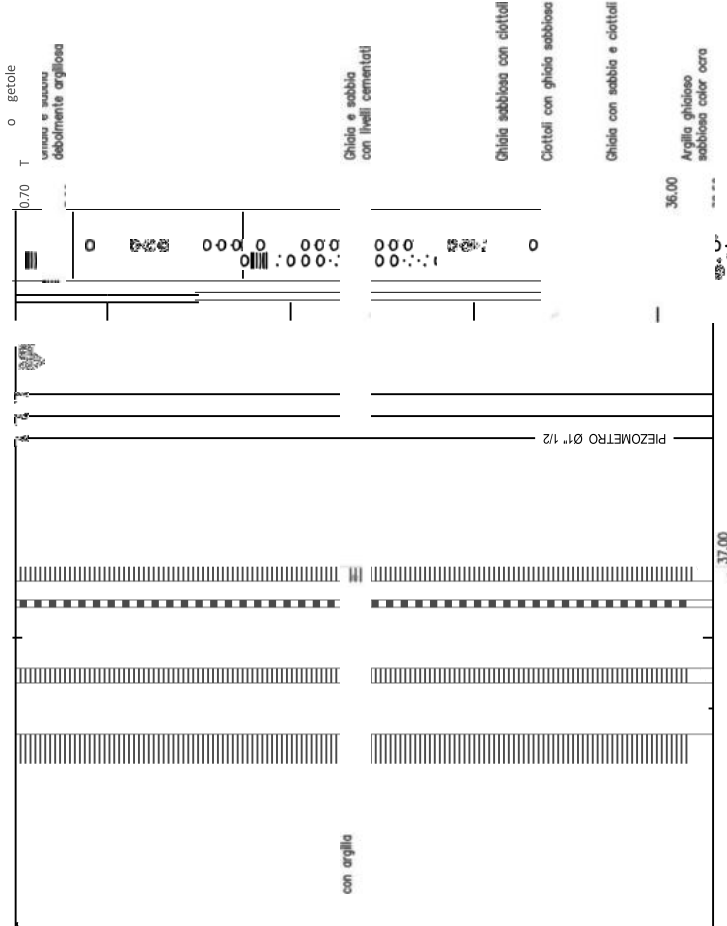 0.70 T o getole
debolmente argillosa
Ghiaia e sabbia
con livelli cementati
Ghiaia sabbiosa con ciottoli
Ciottoli con ghiaia sabbiosa
Ghiaia con sabbia e ciottoli
Argilla ghiaioso
sabbiosa color ocra
36.00
PIEZOMETRO Ø1" 1/2
37.00
con argilla